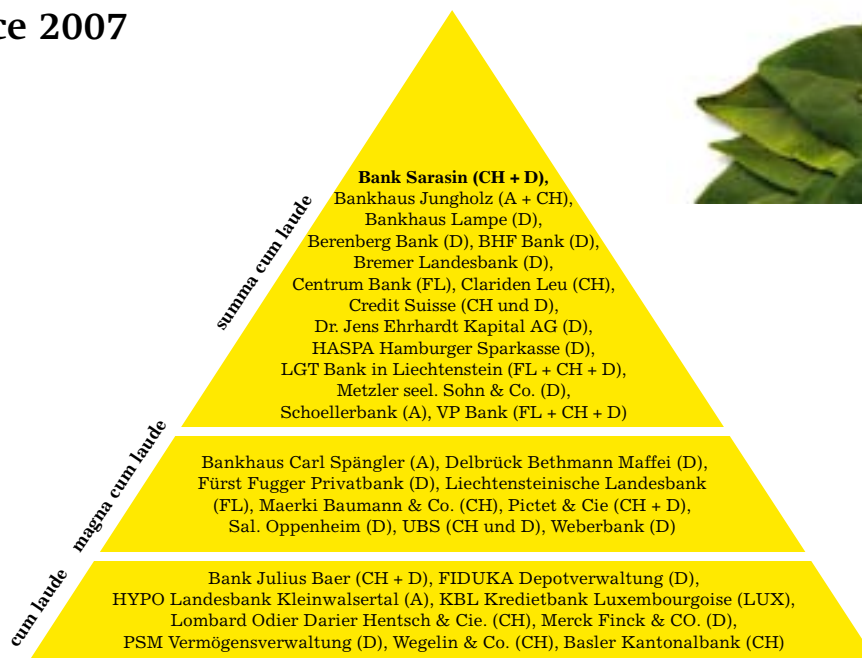 ce 2007
summa cum laude
Bank Sarasin (CH + D),
Bankhaus Jungholz (A + CH),
Bankhaus Lampe (D),
Berenberg Bank (D), BHF Bank (D),
Bremer Landesbank (D),
Centrum Bank (FL), Clariden Leu (CH),
Credit Suisse (CH und D),
Dr. Jens Ehrhardt Kapital AG (D),
HASPA Hamburger Sparkasse (D),
LGT Bank in Liechtenstein (FL + CH + D),
Metzler seel. Sohn & Co. (D),
Schoellerbank (A), VP Bank (FL + CH + D)
magna cum laude
Bankhaus Carl Spängler (A), Delbrück Bethmann Maffei (D),
Fürst Fugger Privatbank (D), Liechtensteinische Landesbank
(FL), Maerki Baumann & Co. (CH), Pictet & Cie (CH + D),
Sal. Oppenheim (D), UBS (CH und D), Weberbank (D)
cum laude
Bank Julius Baer (CH + D), FIDUKA Depotverwaltung (D),
HYPO Landesbank Kleinwalsertal (A), KBL Kredietbank Luxembourgoise (LUX),
Lombard Odier Darier Hentsch & Cie. (CH), Merck Finck & CO. (D),
PSM Vermögensverwaltung (D), Wegelin & Co. (CH), Basler Kantonalbank (CH)